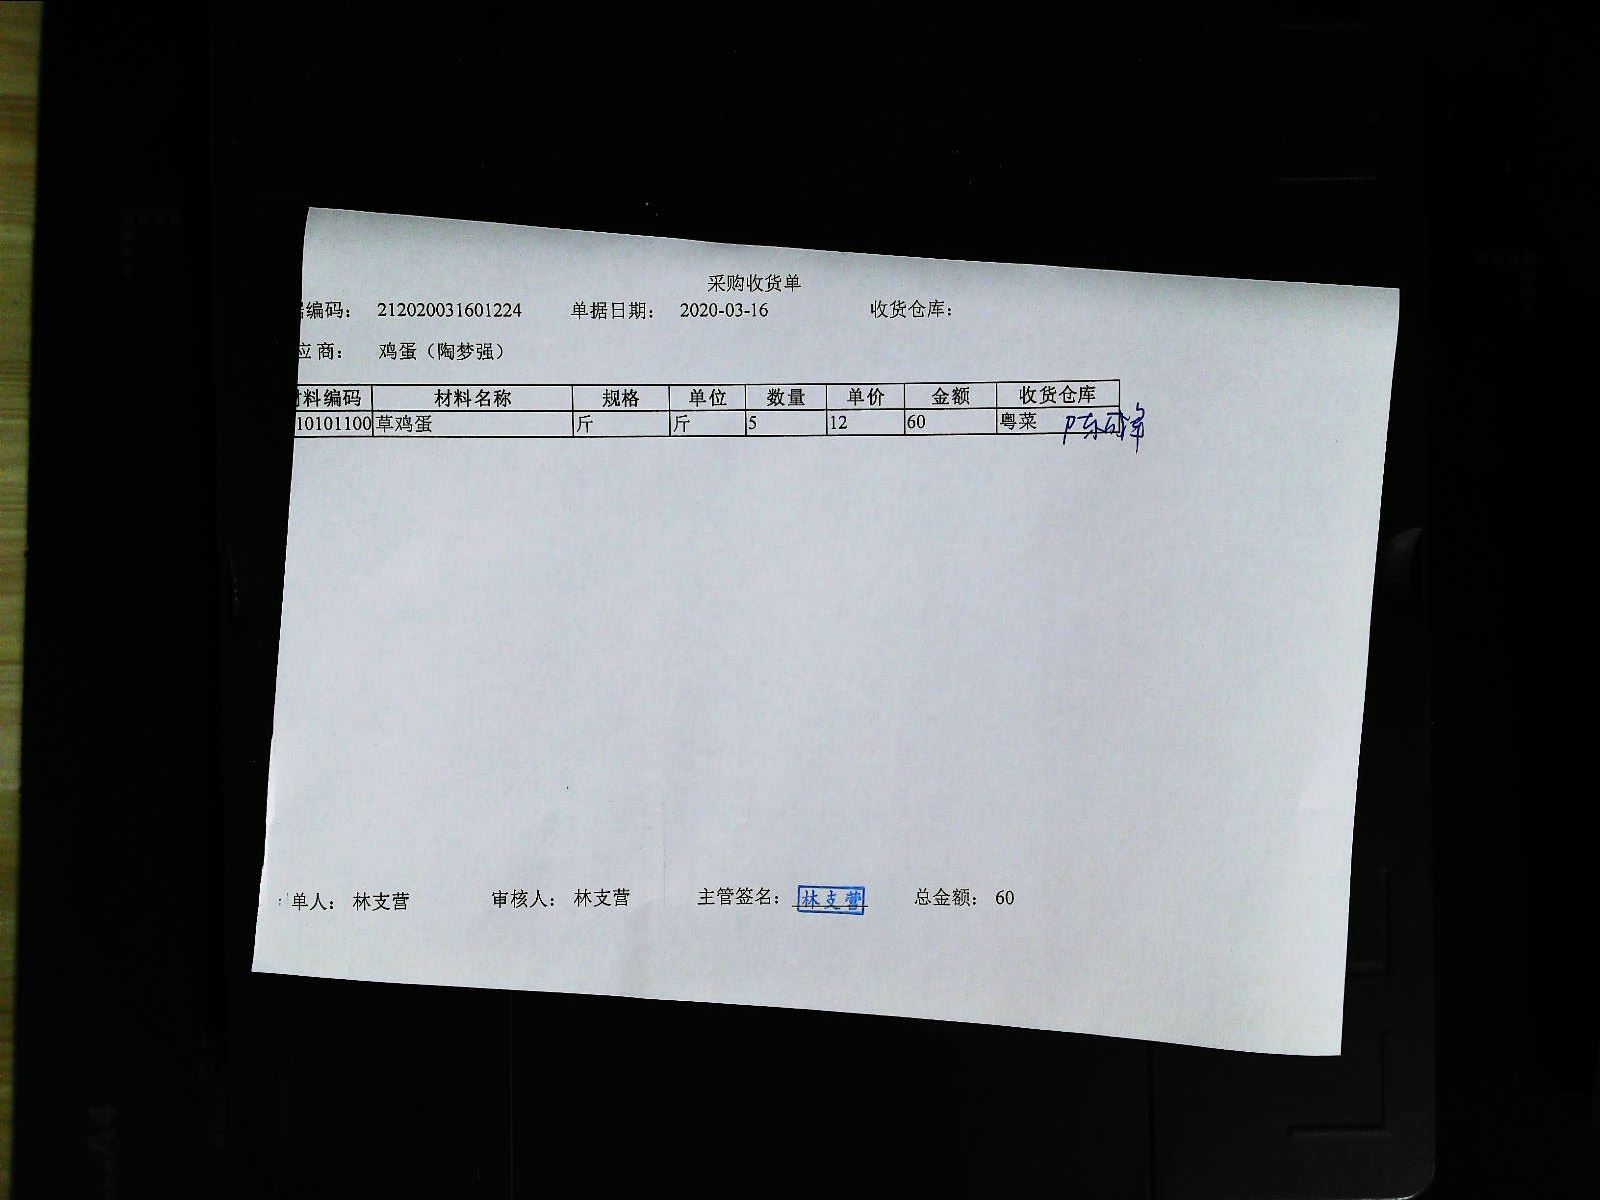 采购收货单
据编码： 212020031601224 单据日期： 2020-03-16 收货仓库：
应商： 鸡蛋（陶梦强）
材料编码 材料名称 规格 单位 数量 单价 金额 收货仓库
10101100 草鸡蛋 斤 斤 5 12 60 粤菜
单人： 林支营 审核人： 林支营 主管签名： 林支营 总金额： 60